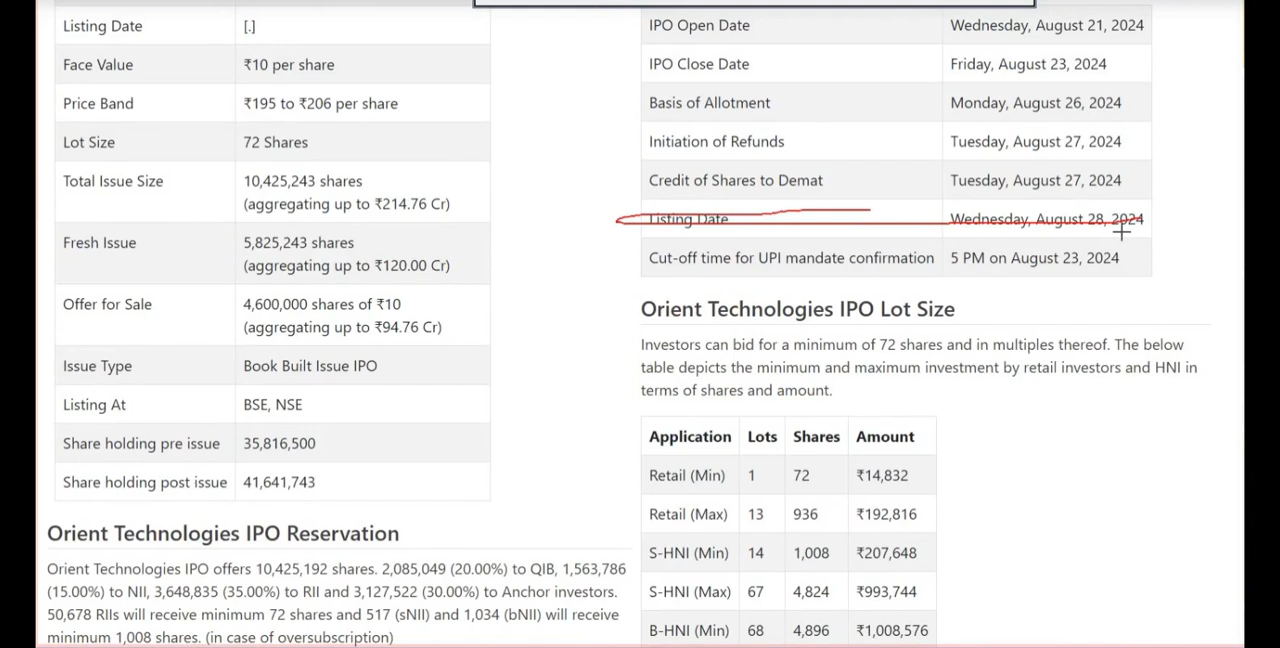 Listing Date [.]
Face Value ₹10 per share
Price Band ₹195 to ₹206 per share
Lot Size 72 Shares
Total Issue Size 10,425,243 shares
(aggregating up to ₹214.76 Cr)
Fresh Issue 5,825,243 shares
(aggregating up to ₹120.00 Cr)
Offer for Sale 4,600,000 shares of ₹10
(aggregating up to ₹94.76 Cr)
Issue Type Book Built Issue IPO
Listing At BSE, NSE
Share holding pre issue 35,816,500
Share holding post issue 41,641,743
Orient Technologies IPO Reservation
Orient Technologies IPO offers 10,425,192 shares. 2,085,049 (20.00%) to QIB, 1,563,786
(15.00%) to NII, 3,648,835 (35.00%) to RII and 3,127,522 (30.00%) to Anchor investors.
50,678 RIIs will receive minimum 72 shares and 517 (sNII) and 1,034 (bNII) will receive
minimum 1,008 shares. (in case of oversubscription)
IPO Open Date Wednesday, August 21, 2024
IPO Close Date Friday, August 23, 2024
Basis of Allotment Monday, August 26, 2024
Initiation of Refunds Tuesday, August 27, 2024
Credit of Shares to Demat Tuesday, August 27, 2024
Listing Date Wednesday, August 28, 2024
Cut-off time for UPI mandate confirmation 5 PM on August 23, 2024
Orient Technologies IPO Lot Size
Investors can bid for a minimum of 72 shares and in multiples thereof. The below
table depicts the minimum and maximum investment by retail investors and HNI in
terms of shares and amount.
Application Lots Shares Amount
Retail (Min) 1 72 ₹14,832
Retail (Max) 13 936 ₹192,816
S-HNI (Min) 14 1,008 ₹207,648
S-HNI (Max) 67 4,824 ₹993,744
B-HNI (Min) 68 4,896 ₹1,008,576